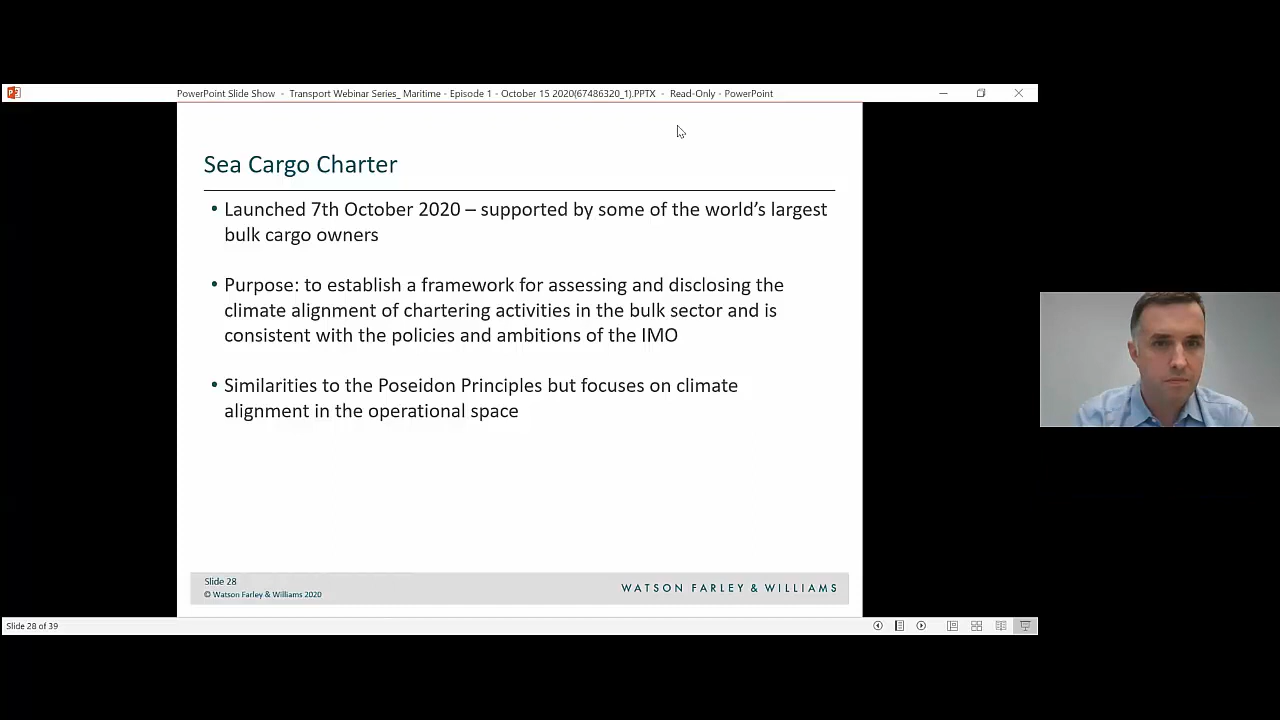 PowerPoint Slide Show - Transport Webinar Series_ Maritime - Episode 1 - October 15 2020(67486320_1).PPTX - Read-Only - PowerPoint
Sea Cargo Charter
• Launched 7th October 2020 – supported by some of the world’s largest
bulk cargo owners
• Purpose: to establish a framework for assessing and disclosing the
climate alignment of chartering activities in the bulk sector and is
consistent with the policies and ambitions of the IMO
• Similarities to the Poseidon Principles but focuses on climate
alignment in the operational space
Slide 28
© Watson Farley & Williams 2020
WATSON FARLEY & WILLIAMS
Slide 28 of 39